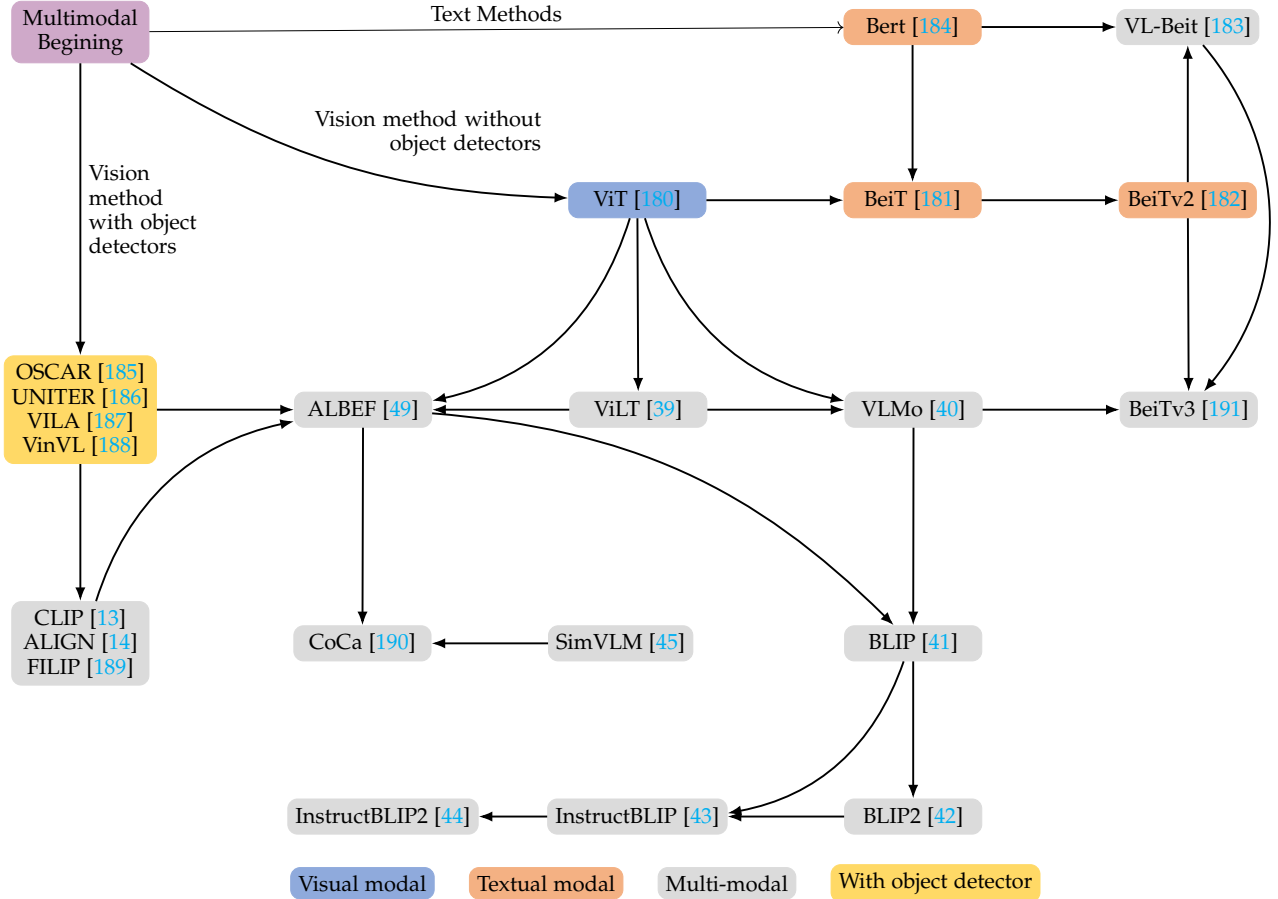 Multimodal
Begining
Text Methods
Bert [184]
VL-Beit [183]
Vision method without
object detectors
Vision
method
with object
detectors
ViT [180]
BeiT [181]
BeiTv2 [182]
OSCAR [185]
UNITER [186]
VILA [187]
VinVL [188]
ALBEF [49]
ViLT [39]
VLMo [40]
BeiTv3 [191]
CLIP [13]
ALIGN [14]
FILIP [189]
CoCa [190]
SimVLM [45]
BLIP [41]
InstructBLIP2 [44]
InstructBLIP [43]
BLIP2 [42]
Visual modal
Textual modal
Multi-modal
With object detector